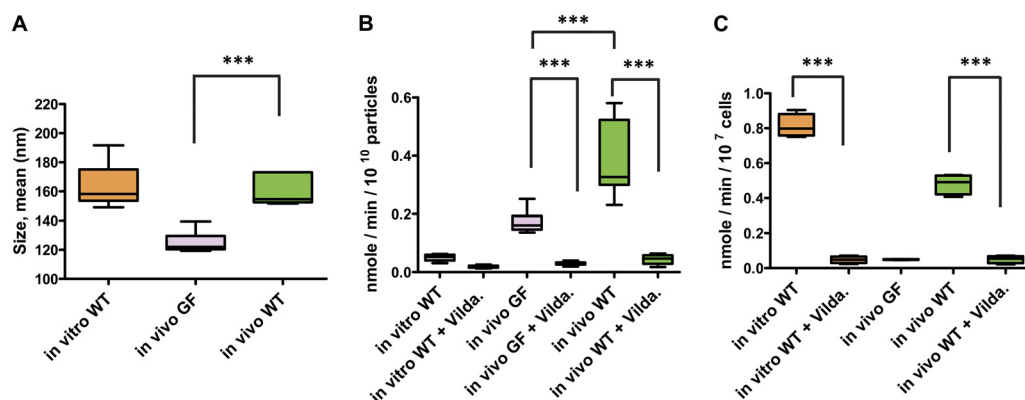 A
***
Size, mean (nm)
220
200
180
160
140
120
100
in vitro WT
in vivo GF
in vivo WT
B
***
***
***
nmole / min / 10 10 particles
0.6
0.4
0.2
0.0
in vitro WT
in vitro WT + Vilda.
in vivo GF
in vivo GF + Vilda.
in vivo WT
in vivo WT + Vilda.
C
***
***
nmole / min / 10 7 cells
1.0
0.8
0.6
0.4
0.2
0.0
in vitro WT
in vitro WT + Vilda.
in vivo GF
in vivo WT
in vivo WT + Vilda.